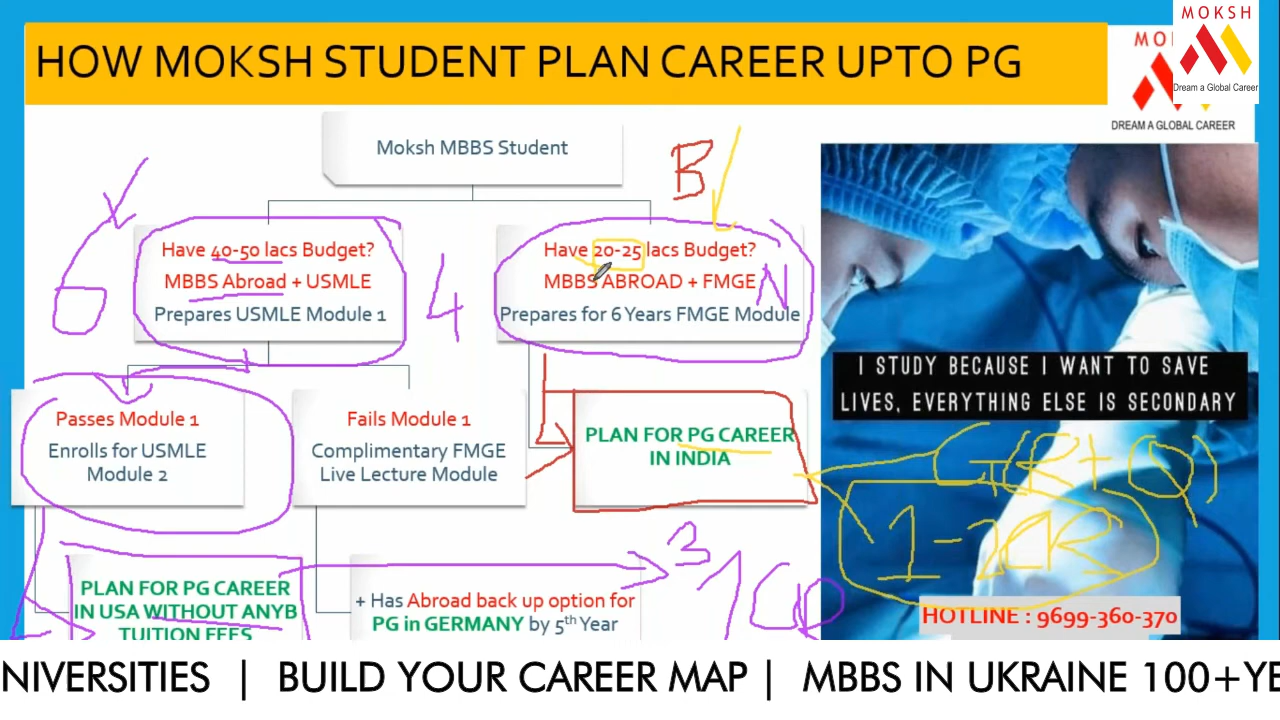 HOW MOKSH STUDENT PLAN CAREER UPTO PG
MOKSH
Dream a Global Career
MO
DREAM A GLOBAL CAREER
Moksh MBBS Student
B
Have 40-50 lacs Budget?
MBBS Abroad + USMLE
Prepares USMLE Module 1
4
Have 20-25 lacs Budget?
MBBS ABROAD + FMGE
N
Prepares for 6 Years FMGE Module
Passes Module 1
Enrolls for USMLE
Module 2
Fails Module 1
Complimentary FMGE
Live Lecture Module
PLAN FOR PG CAREER
IN INDIA
I STUDY BECAUSE I WANT TO SAVE
LIVES, EVERYTHING ELSE IS SECONDARY
PLAN FOR PG CAREER
IN USA WITHOUT ANYB
TUITION FEES
+ Has Abroad back up option for
PG in GERMANY by 5th Year
3
HOTLINE : 9699-360-370
NIVERSITIES | BUILD YOUR CAREER MAP | MBBS IN UKRAINE 100+YE